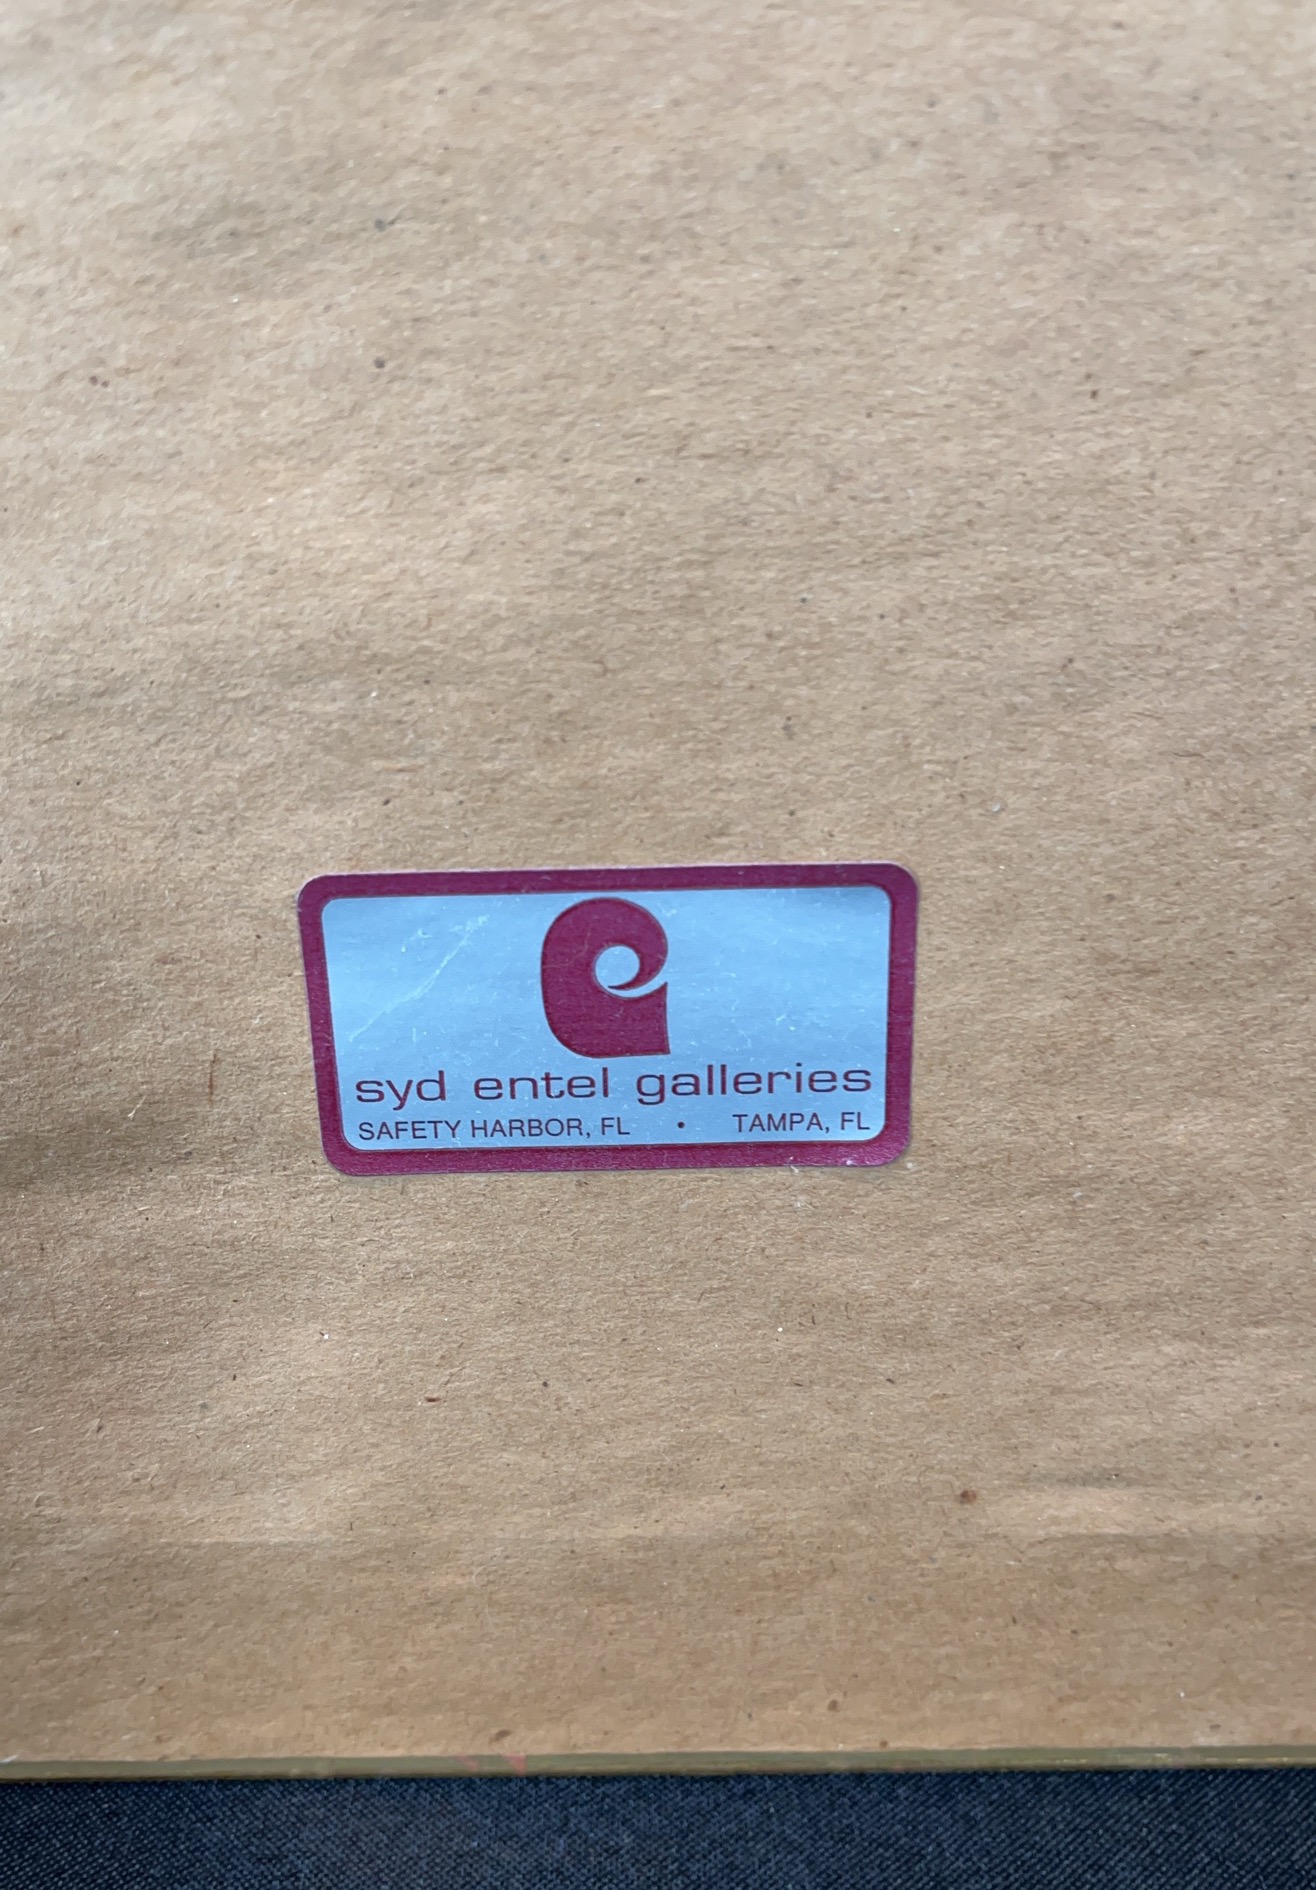 syd entel galleries
SAFETY HARBOR, FL • TAMPA, FL